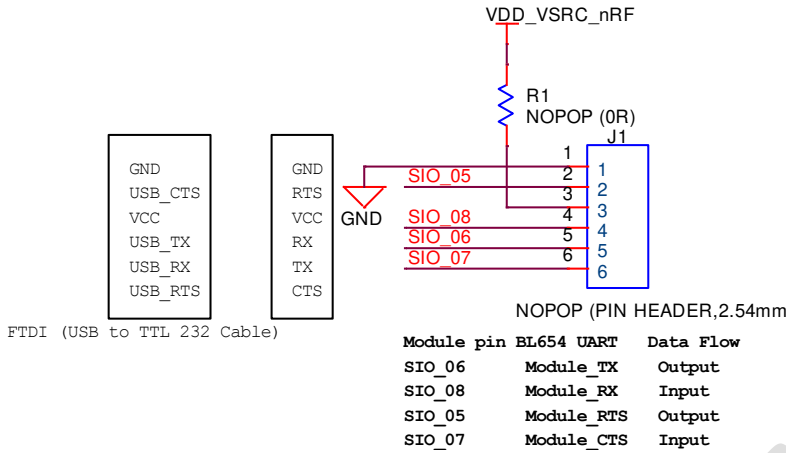 VDD_VSRC_nRF
R1
NOPOP (0R)
J1
GND
USB_CTS
VCC
USB_TX
USB_RX
USB_RTS
GND
RTS
VCC
RX
TX
CTS
GND
SIO_05
SIO_08
SIO_06
SIO_07
1
2
3
4
5
6
1
2
3
4
5
6
NOPOP (PIN HEADER,2.54mm
FTDI (USB to TTL 232 Cable)
Module pin BL654 UART Data Flow
SIO_06 Module_TX Output
SIO_08 Module_RX Input
SIO_05 Module_RTS Output
SIO_07 Module_CTS Input